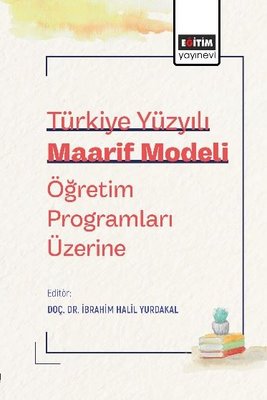 EĞİTİM
yayınevi
Türkiye Yüzyılı
Maarif Modeli
Öğretim
Programları
Üzerine
Editör:
DOÇ. DR. İBRAHİM HALİL YURDAKAL